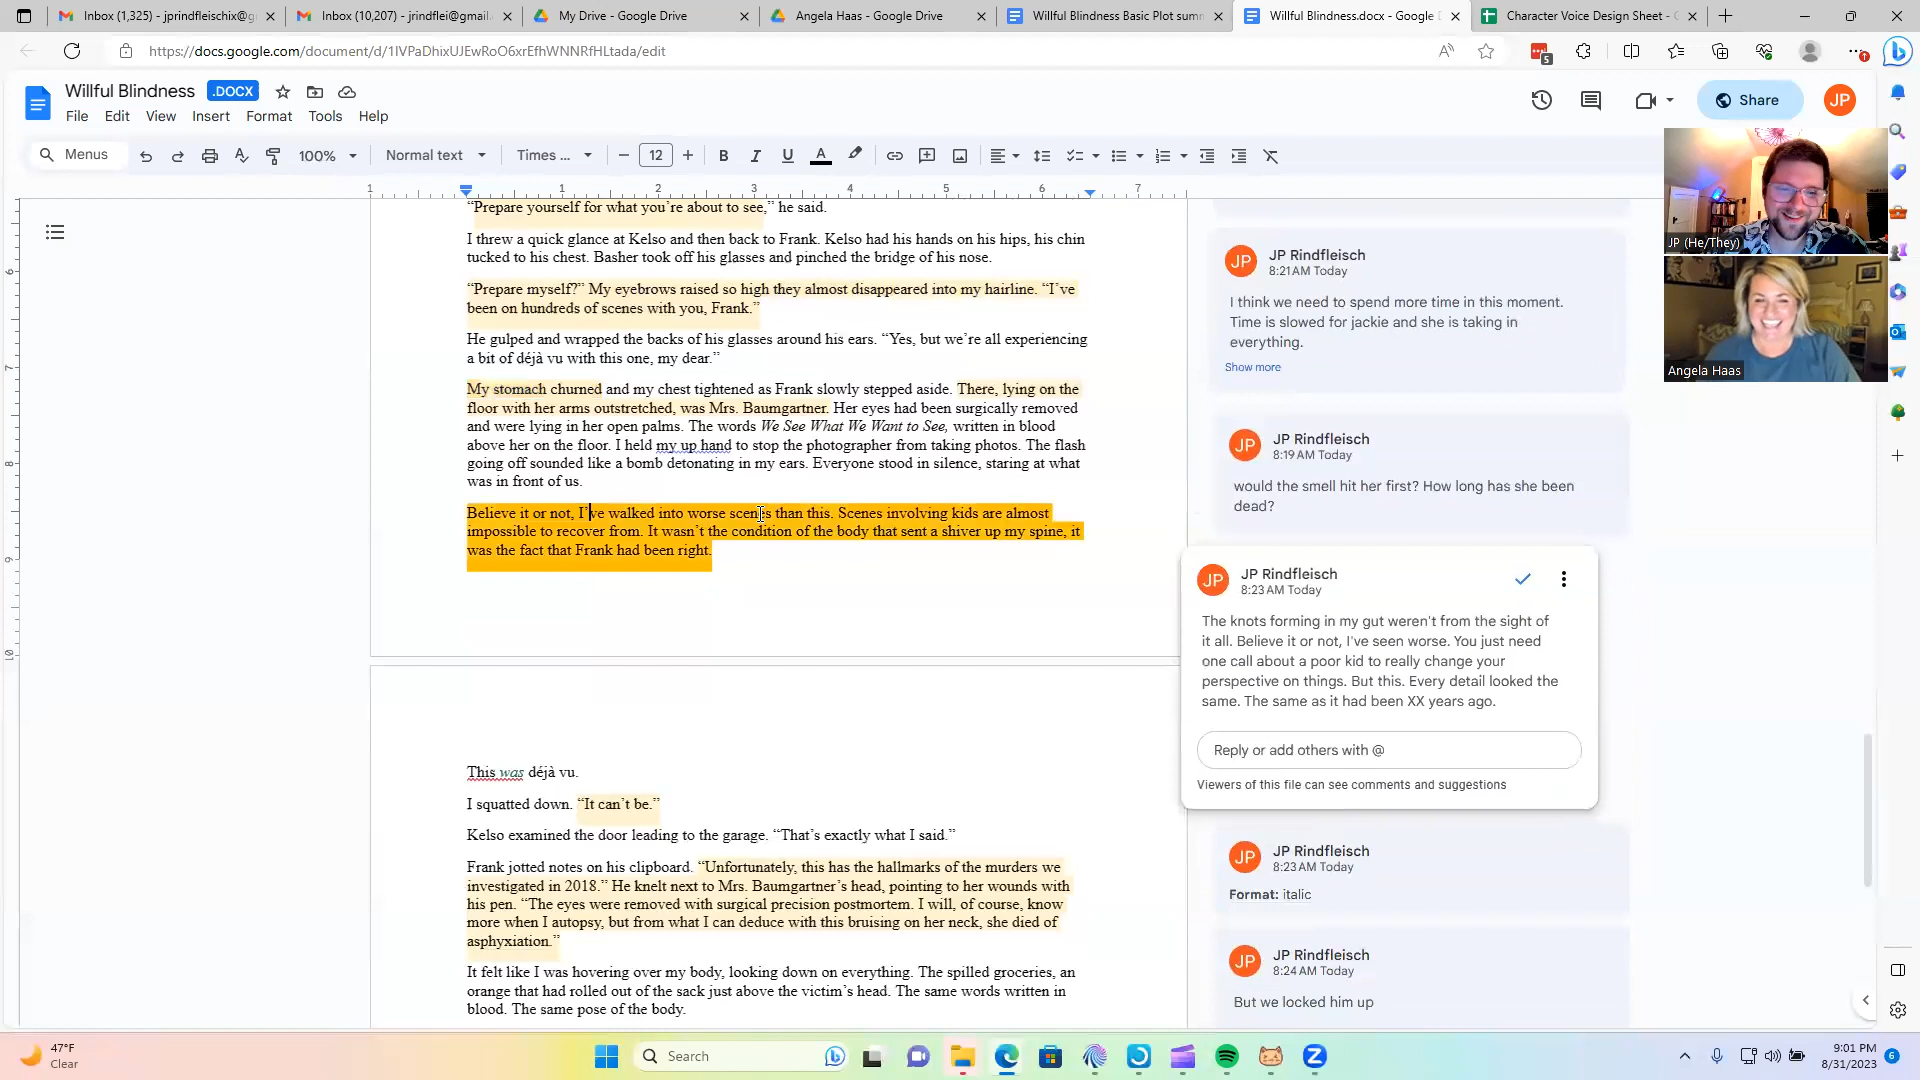 Inbox (1,325) - jprindfleischix@g
Inbox (10,207) - jrindflei@gmail.
My Drive - Google Drive
Angela Haas - Google Drive
Willful Blindness Basic Plot sum
Willful Blindness.docx - Google D
Character Voice Design Sheet - G
https://docs.google.com/document/d/1IVPaDhixUJEwRoO6xrEfhWNNRfHLtada/edit
5
Willful Blindness
.DOCX
File
Edit
View
Insert
Format
Tools
Help
Share
JP
Menus
100%
Normal text
Times ...
12
B
I
U
A
1
1
2
3
4
5
6
7
“Prepare yourself for what you’re about to see,” he said.
I threw a quick glance at Kelso and then back to Frank. Kelso had his hands on his hips, his chin
tucked to his chest. Basher took off his glasses and pinched the bridge of his nose.
“Prepare myself?” My eyebrows raised so high they almost disappeared into my hairline. “I’ve
been on hundreds of scenes with you, Frank.”
He gulped and wrapped the backs of his glasses around his ears. “Yes, but we’re all experiencing
a bit of déjà vu with this one, my dear.”
My stomach churned and my chest tightened as Frank slowly stepped aside. There, lying on the
floor with her arms outstretched, was Mrs. Baumgartner. Her eyes had been surgically removed
and were lying in her open palms. The words We See What We Want to See, written in blood
above her on the floor. I held my up hand to stop the photographer from taking photos. The flash
going off sounded like a bomb detonating in my ears. Everyone stood in silence, staring at what
was in front of us.
Believe it or not, I’ve walked into worse scenes than this. Scenes involving kids are almost
impossible to recover from. It wasn’t the condition of the body that sent a shiver up my spine, it
was the fact that Frank had been right.
This was déjà vu.
I squatted down. “It can’t be.”
Kelso examined the door leading to the garage. “That’s exactly what I said.”
Frank jotted notes on his clipboard. “Unfortunately, this has the hallmarks of the murders we
investigated in 2018.” He knelt next to Mrs. Baumgartner’s head, pointing to her wounds with
his pen. “The eyes were removed with surgical precision postmortem. I will, of course, know
more when I autopsy, but from what I can deduce with this bruising on her neck, she died of
asphyxiation.”
It felt like I was hovering over my body, looking down on everything. The spilled groceries, an
orange that had rolled out of the sack just above the victim’s head. The same words written in
blood. The same pose of the body.
6
7
8
9
10
JP
JP Rindfleisch
8:21 AM Today
I think we need to spend more time in this moment.
Time is slowed for jackie and she is taking in
everything.
Show more
JP
JP Rindfleisch
8:19 AM Today
would the smell hit her first? How long has she been
dead?
JP
JP Rindfleisch
8:23 AM Today
The knots forming in my gut weren't from the sight of
it all. Believe it or not, I've seen worse. You just need
one call about a poor kid to really change your
perspective on things. But this. Every detail looked the
same. The same as it had been XX years ago.
Reply or add others with @
Viewers of this file can see comments and suggestions
JP
JP Rindfleisch
8:23 AM Today
Format: italic
JP
JP Rindfleisch
8:24 AM Today
But we locked him up
JP (He/They)
Angela Haas
47°F
Clear
Search
9:01 PM
8/31/2023
6